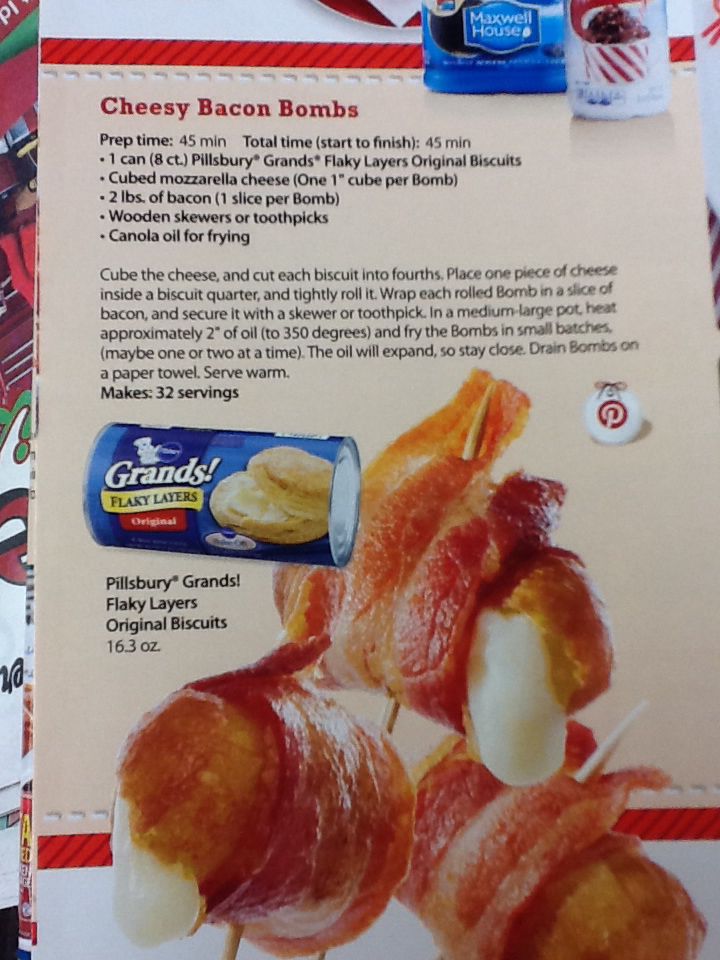 Maxwell
House
Cheesy Bacon Bombs
Prep time: 45 min Total time (start to finish): 45 min
• 1 can (8 ct.) Pillsbury® Grands® Flaky Layers Original Biscuits
• Cubed mozzarella cheese (One 1" cube per Bomb)
• 2 lbs. of bacon (1 slice per Bomb)
• Wooden skewers or toothpicks
• Canola oil for frying
Cube the cheese, and cut each biscuit into fourths. Place one piece of cheese
inside a biscuit quarter, and tightly roll it. Wrap each rolled Bomb in a slice of
bacon, and secure it with a skewer or toothpick. In a medium-large pot, heat
approximately 2" of oil (to 350 degrees) and fry the Bombs in small batches,
(maybe one or two at a time). The oil will expand, so stay close. Drain Bombs on
a paper towel. Serve warm.
Makes: 32 servings
Grands!
FLAKY LAYERS
Original
Pillsbury® Grands!
Flaky Layers
Original Biscuits
16.3 oz.